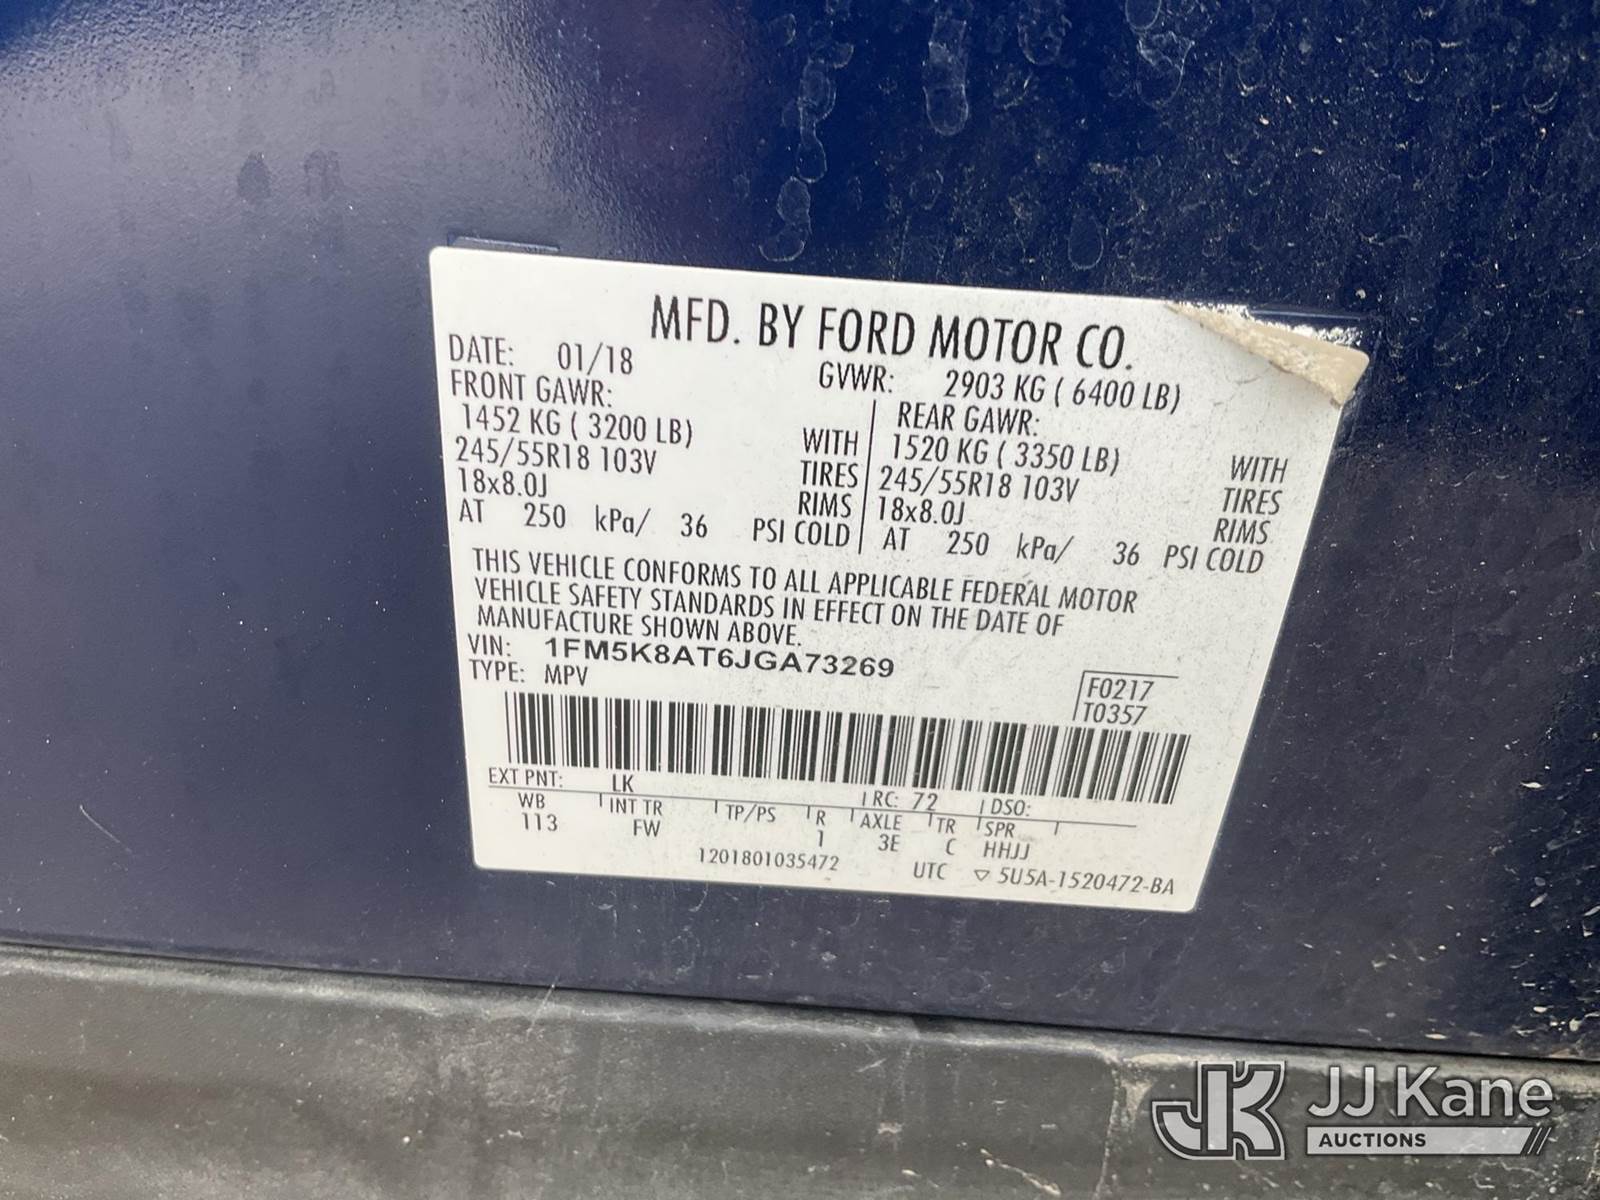 MFD. BY FORD MOTOR CO.
DATE: 01/18 GVWR: 2903 KG ( 6400 LB)
FRONT GAWR: REAR GAWR:
1452 KG ( 3200 LB) WITH 1520 KG ( 3350 LB) WITH
245/55R18 103V TIRES 245/55R18 103V TIRES
18x8.0J RIMS 18x8.0J RIMS
AT 250 kPa/ 36 PSI COLD AT 250 kPa/ 36 PSI COLD
THIS VEHICLE CONFORMS TO ALL APPLICABLE FEDERAL MOTOR
VEHICLE SAFETY STANDARDS IN EFFECT ON THE DATE OF
MANUFACTURE SHOWN ABOVE.
VIN: 1FM5K8AT6JGA73269
TYPE: MPV
F0217
T0357
EXT PNT: LK RC: 72 DSO:
WB INT TR TP/PS R AXLE TR SPR
113 FW 1 3E C HHJJ
1201801035472 UTC ▽ 5U5A-1520472-BA
JK JJ Kane
AUCTIONS